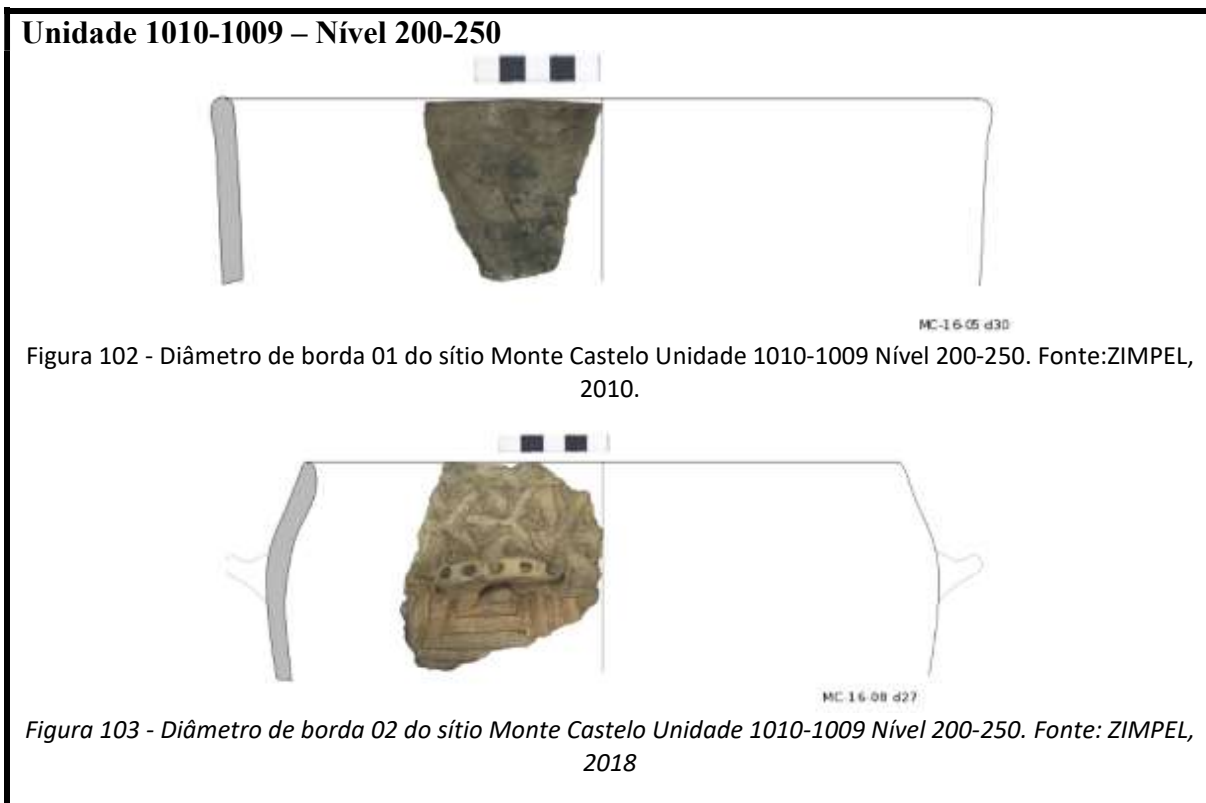 Unidade 1010-1009 – Nível 200-250
MC-16-05 d30
Figura 102 - Diâmetro de borda 01 do sítio Monte Castelo Unidade 1010-1009 Nível 200-250. Fonte:ZIMPEL,
2010.
MC-16-08 d27
Figura 103 - Diâmetro de borda 02 do sítio Monte Castelo Unidade 1010-1009 Nível 200-250. Fonte: ZIMPEL,
2018